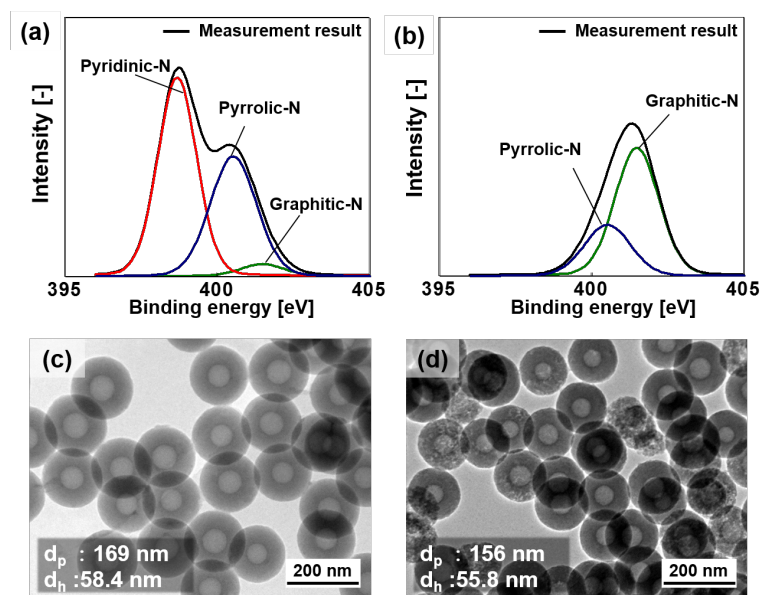 (a)
Measurement result
Pyridinic-N
Pyrrolic-N
Graphitic-N
Intensity [-]
395
400
405
Binding energy [eV]
(b)
Measurement result
Graphitic-N
Pyrrolic-N
Intensity [-]
395
400
405
Binding energy [eV]
(c)
dp : 169 nm
dh :58.4 nm
200 nm
(d)
dp : 156 nm
dh :55.8 nm
200 nm